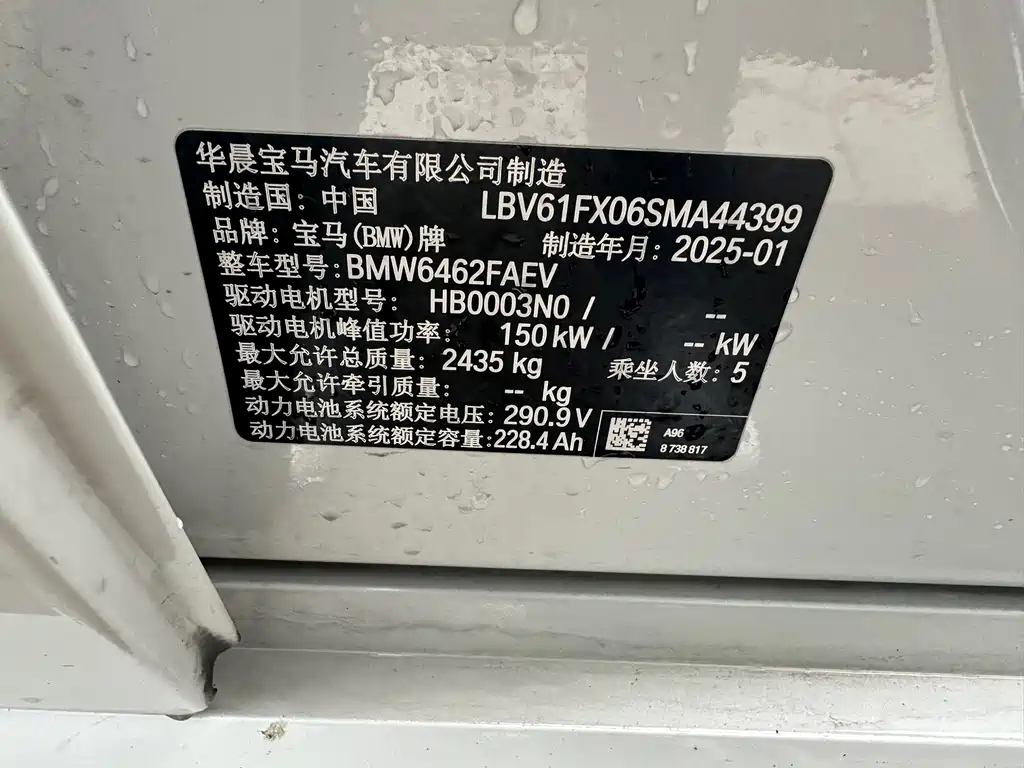 华晨宝马汽车有限公司制造
制造国：中国 LBV61FX06SMA44399
品牌：宝马(BMW)牌 制造年月：2025-01
整车型号:BMW6462FAEV
驱动电机型号： HB0003N0 / --
驱动电机峰值功率： 150 kW / -- kW
最大允许总质量： 2435 kg 乘坐人数：5
最大允许牵引质量： -- kg
动力电池系统额定电压：290.9 V
动力电池系统额定容量:228.4 Ah
A96
8 738 817